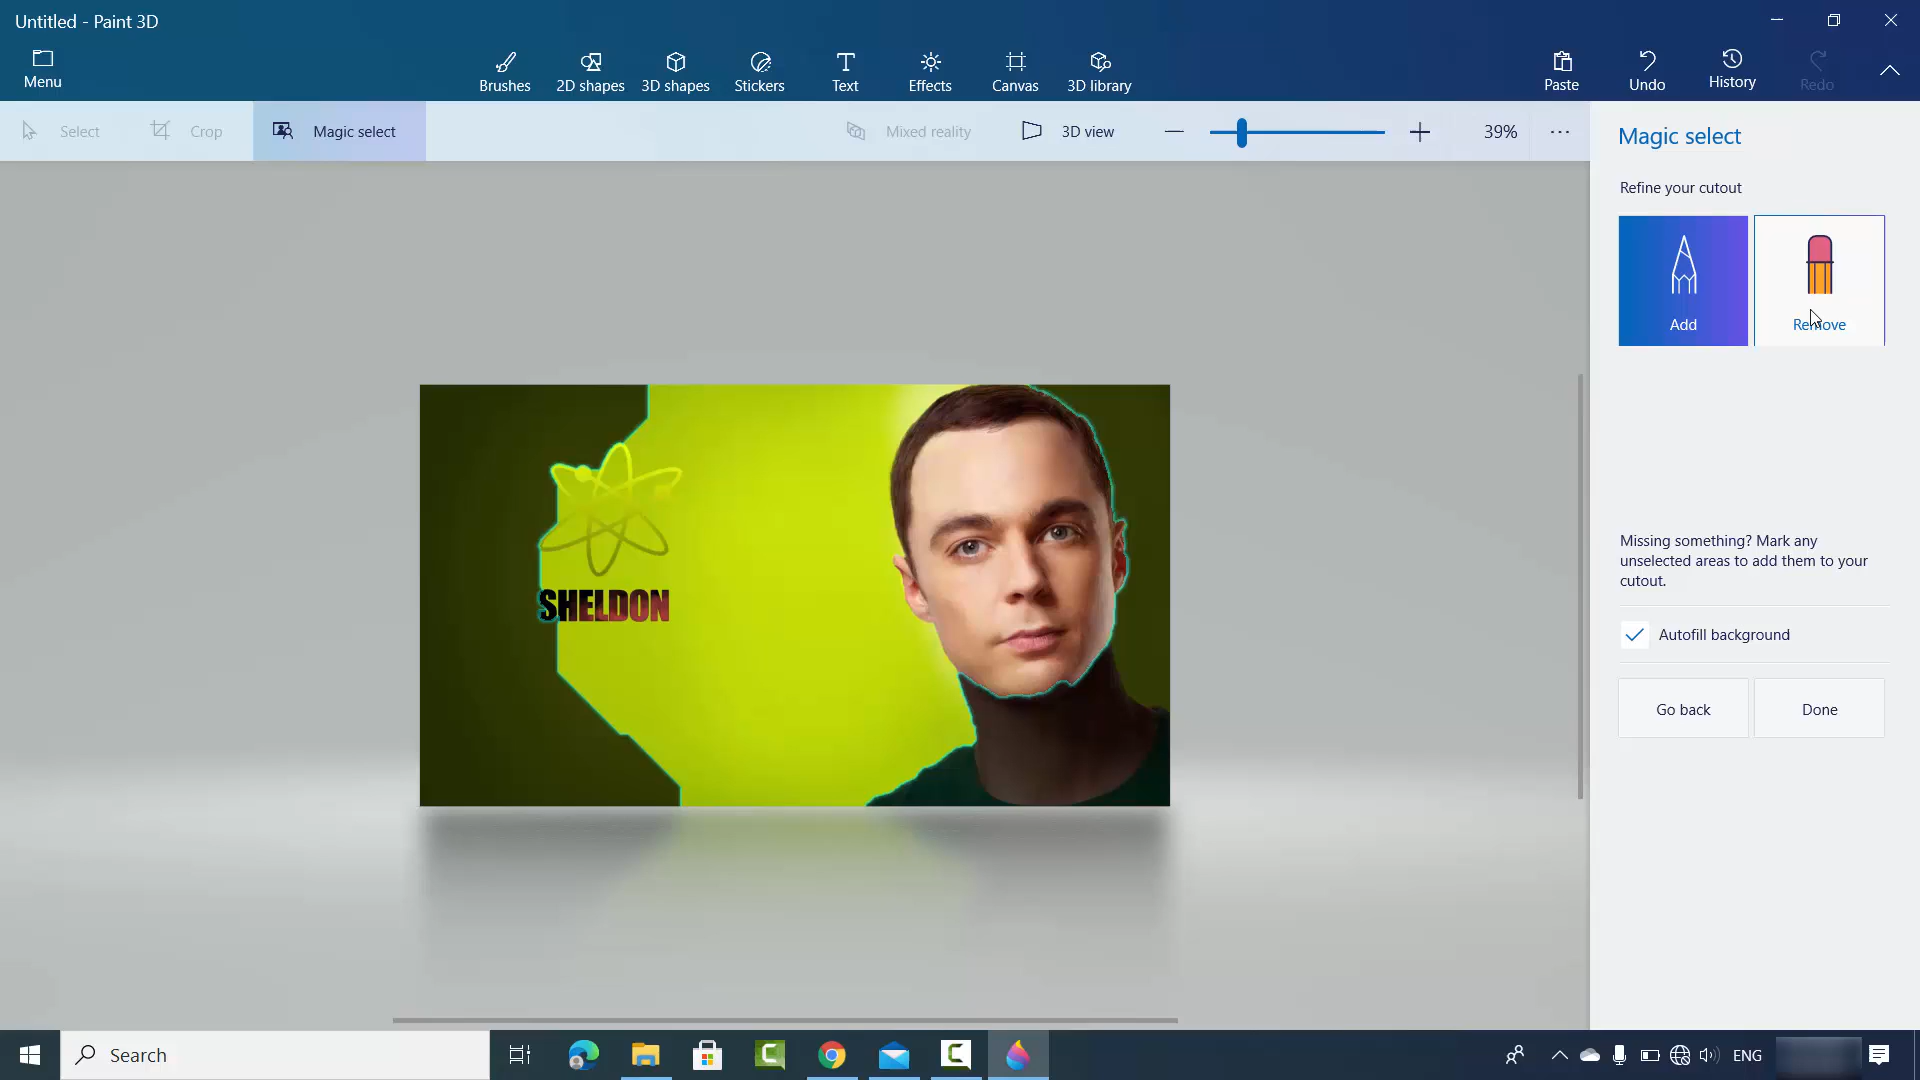 Untitled - Paint 3D
Menu
Brushes
2D shapes
3D shapes
Stickers
Text
Effects
Canvas
3D library
Paste
Undo
History
Redo
Select
Crop
Magic select
Mixed reality
3D view
39%
Magic select
Refine your cutout
Add
Remove
SHELDON
Missing something? Mark any
unselected areas to add them to your
cutout.
Autofill background
Go back
Done
Search
ENG